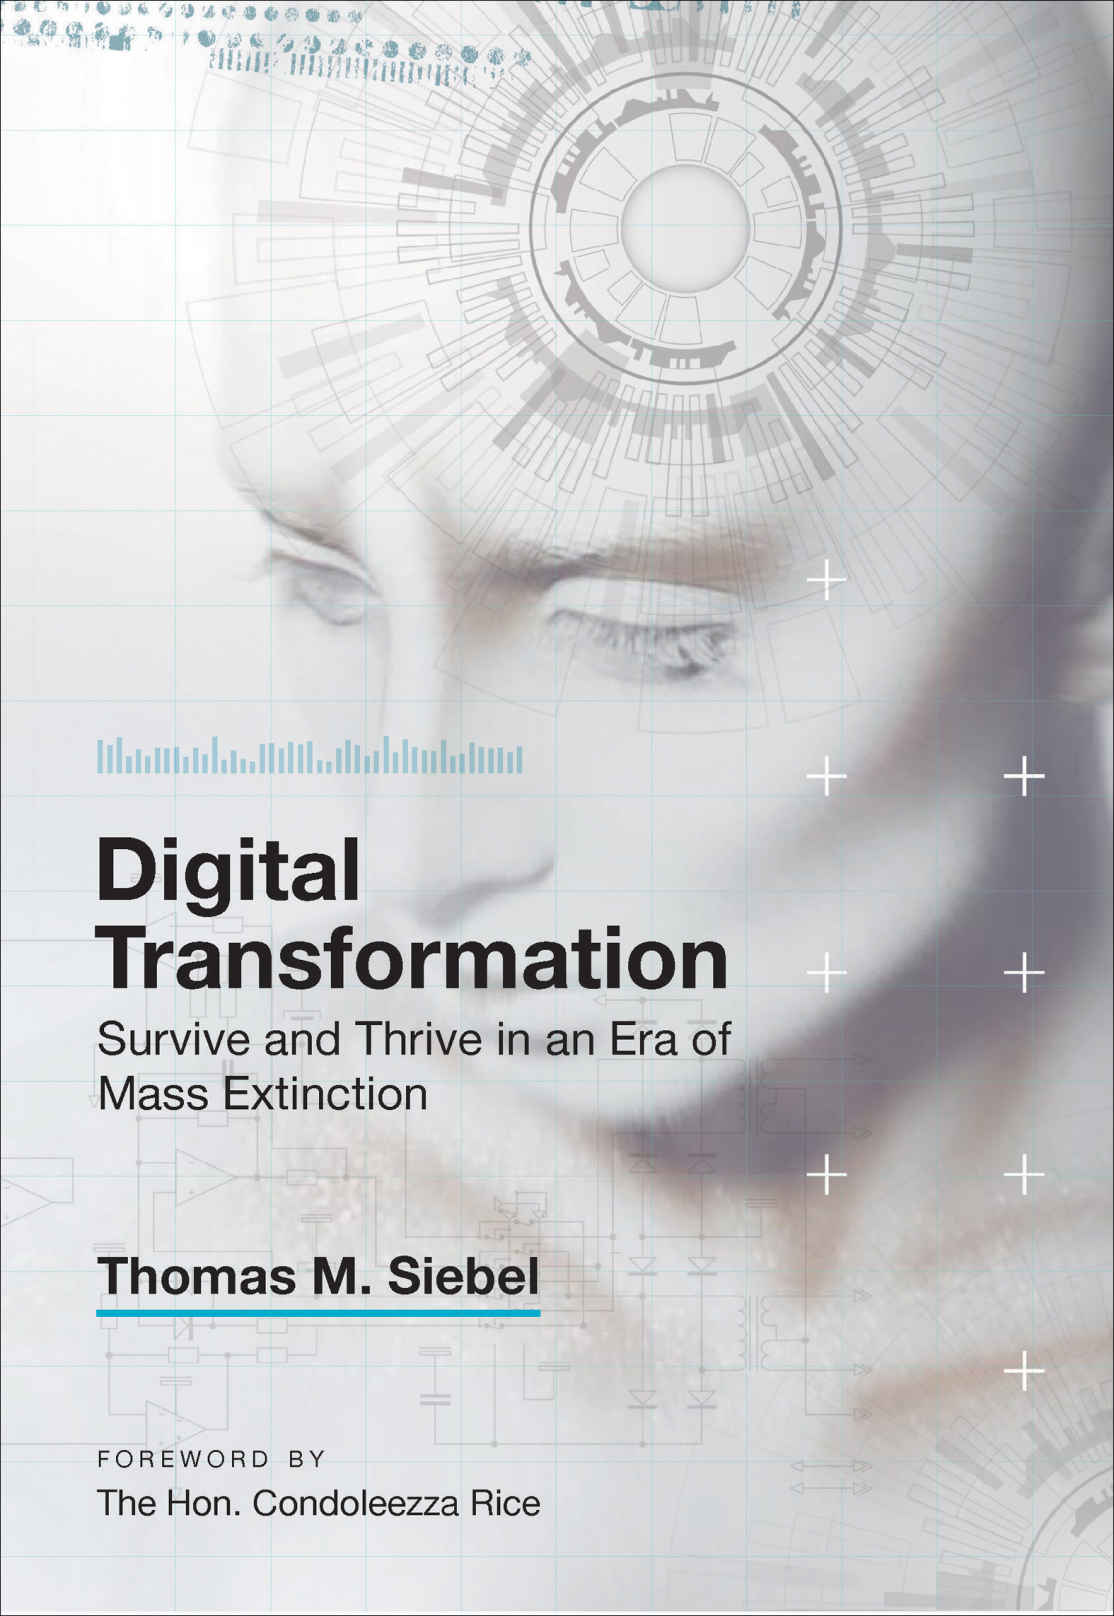 Digital
Transformation
Survive and Thrive in an Era of
Mass Extinction
Thomas M. Siebel
FOREWORD BY
The Hon. Condoleezza Rice